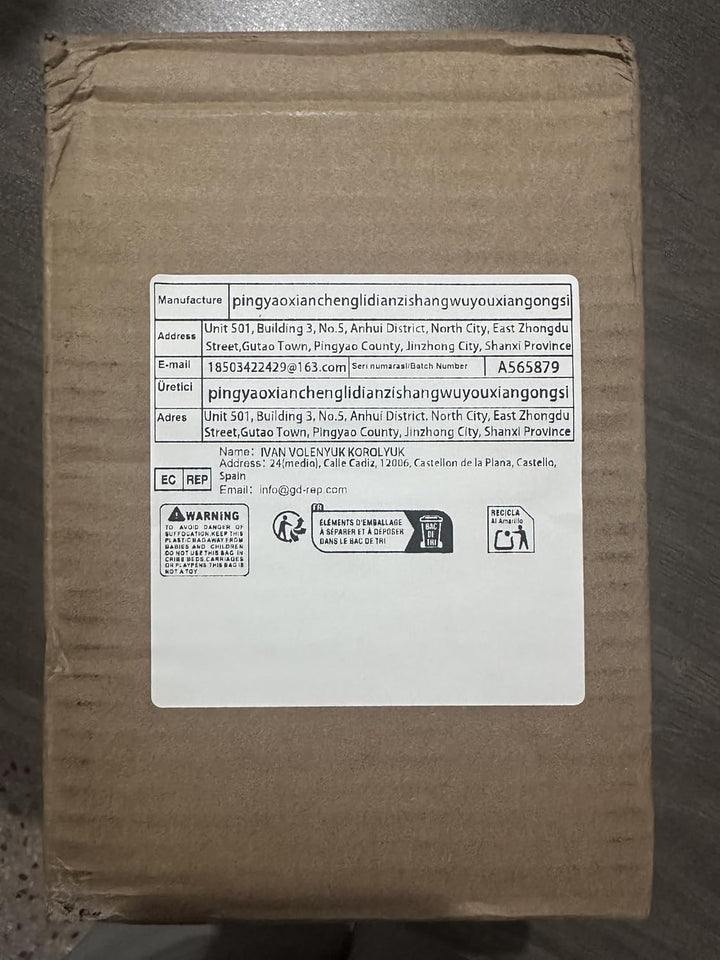 Manufacture pingyaoxianchenglidianzishangwuyouxiangongsi
Address Unit 501, Building 3, No.5, Anhui District, North City, East Zhongdu
Street,Gutao Town, Pingyao County, Jinzhong City, Shanxi Province
E-mail 18503422429@163.com Seri numarası/Batch Number A565879
Üretici pingyaoxianchenglidianzishangwuyouxiangongsi
Adres Unit 501, Building 3, No.5, Anhui District, North City, East Zhongdu
Street,Gutao Town, Pingyao County, Jinzhong City, Shanxi Province
EC REP
Name: IVAN VOLENYUK KOROLYUK
Address: 24(medio), Calle Cadiz, 12006, Castellon de la Plana, Castello,
Spain
Email: info@gd-rep.com
WARNING
TO AVOID DANGER OF
SUFFOCATION,KEEP THIS
PLASTIC BAG AWAY FROM
BABIES AND CHILDREN
DO NOT USE THIS BAG IN
CRIBS BEDS,CARRIAGES
OR PLAYPENS THIS BAG IS
NOT A TOY
FR
ÉLÉMENTS D'EMBALLAGE
À SÉPARER ET À DÉPOSER
DANS LE BAC DE TRI
BAC
DE
TRI
RECICLA
Al Amarillo